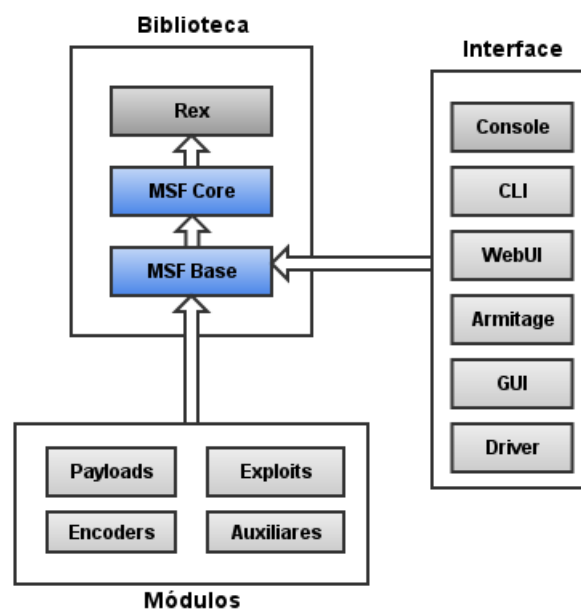 Biblioteca
Rex
MSF Core
MSF Base
Interface
Console
CLI
WebUI
Armitage
GUI
Driver
Payloads
Exploits
Encoders
Auxiliares
Módulos